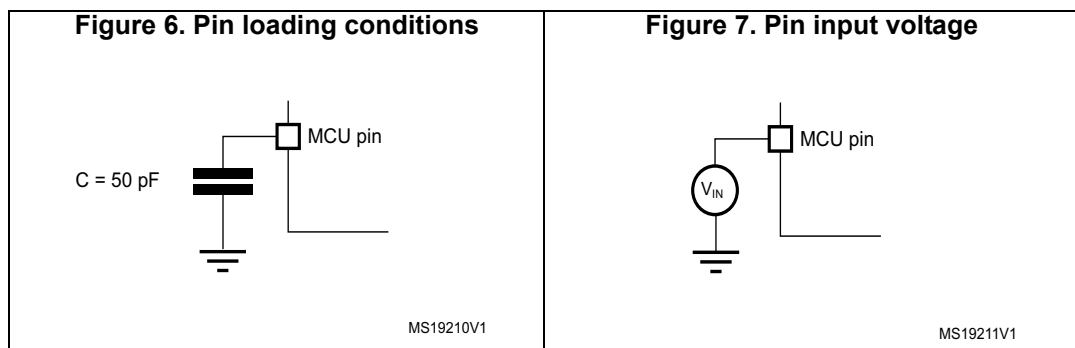 Figure 6. Pin loading conditions
MCU pin
C = 50 pF
MS19210V1
Figure 7. Pin input voltage
MCU pin
VIN
MS19211V1